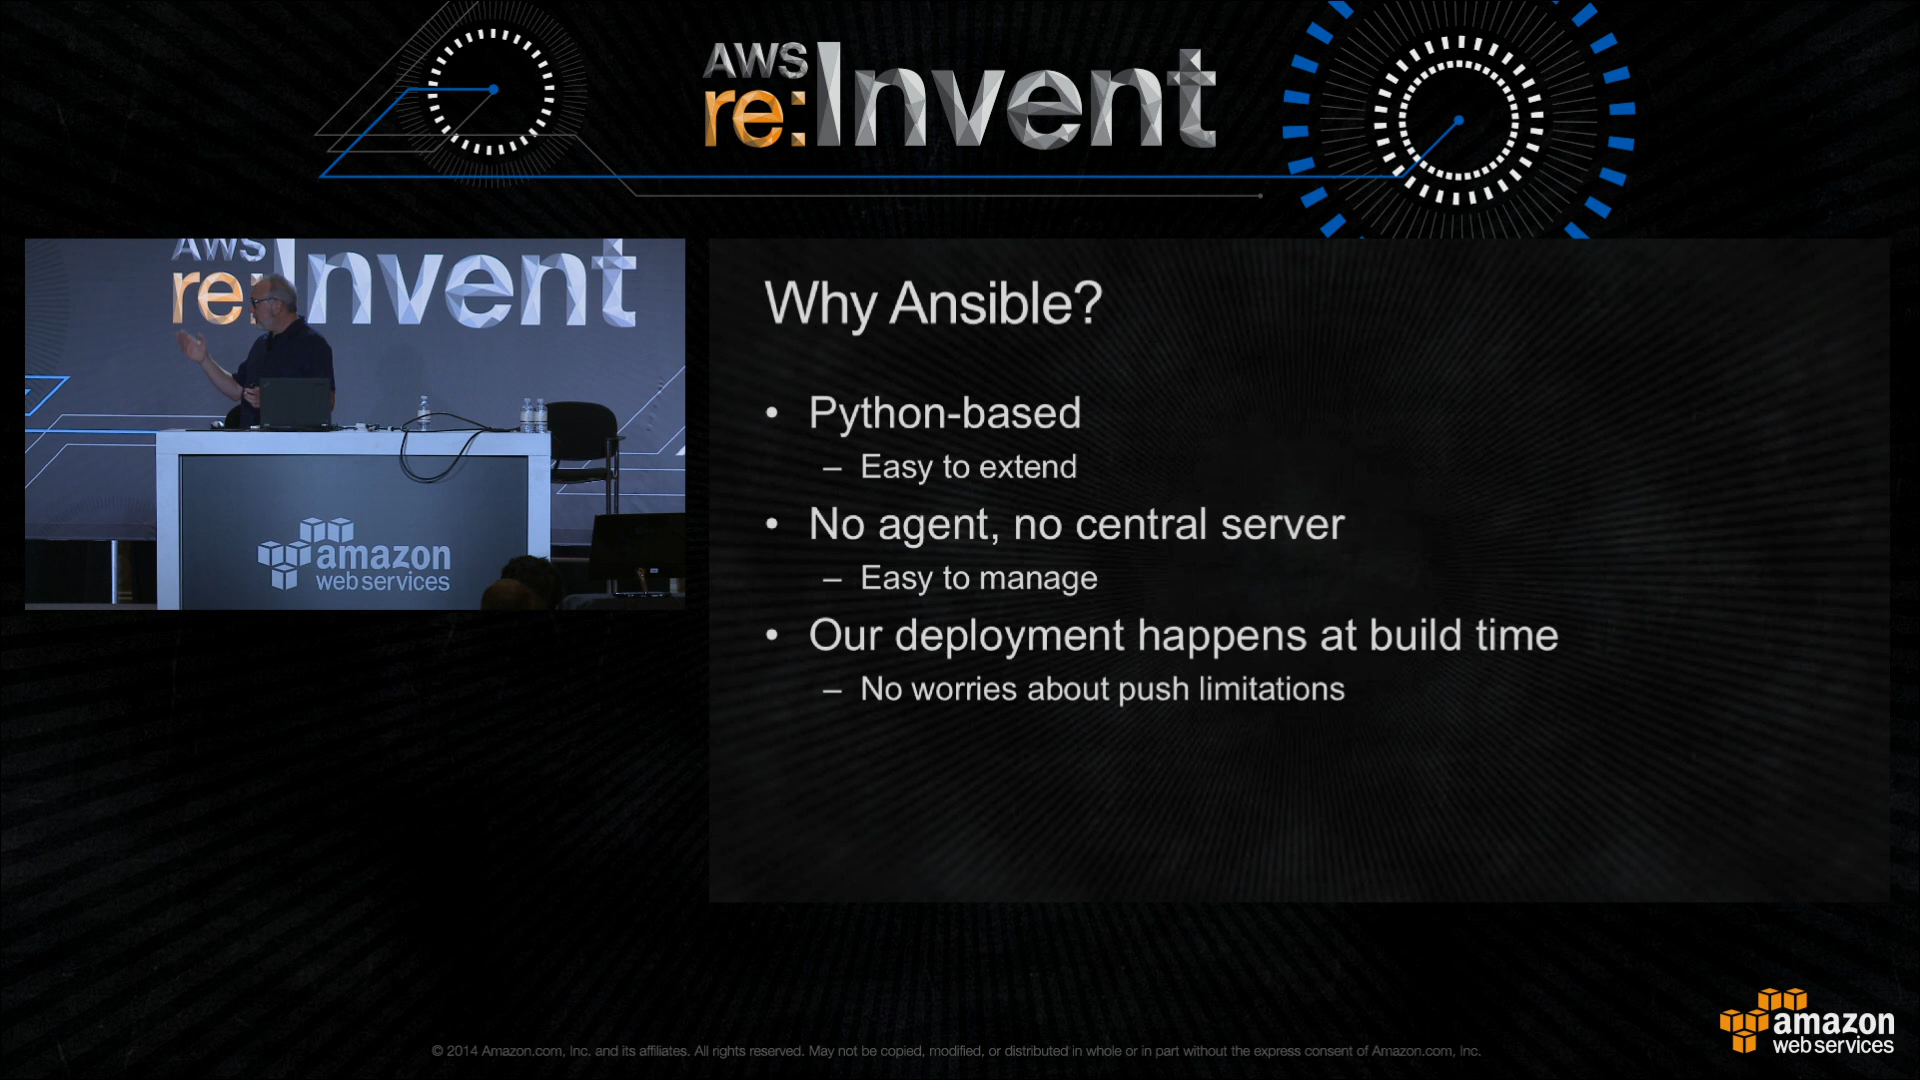 AWS
re:Invent
AWS
re:Invent
amazon
web services
Why Ansible?
• Python-based
– Easy to extend
• No agent, no central server
– Easy to manage
• Our deployment happens at build time
– No worries about push limitations
amazon
web services
© 2014 Amazon.com, Inc. and its affiliates. All rights reserved. May not be copied, modified, or distributed in whole or in part without the express consent of Amazon.com, Inc.